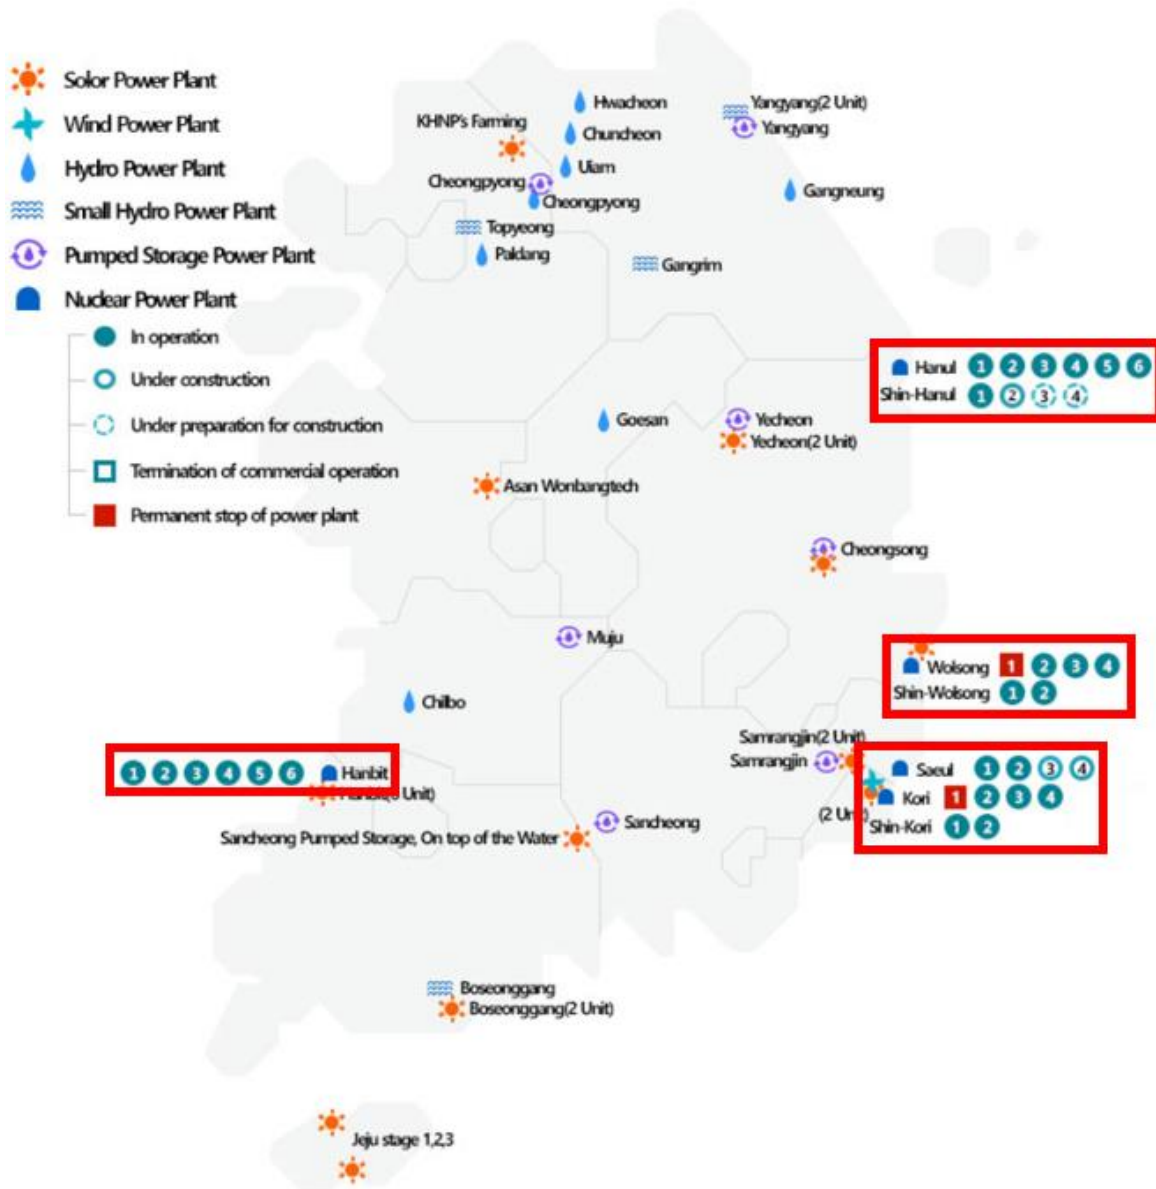 Solor Power Plant
Wind Power Plant
Hydro Power Plant
Small Hydro Power Plant
Pumped Storage Power Plant
Nuclear Power Plant
In operation
Under construction
Under preparation for construction
Termination of commercial operation
Permanent stop of power plant
Hwacheon
Yangyang(2 Unit)
KHNP's Farming
Chuncheon
Yangyang
Uiam
Cheongpyong
Cheongpyong
Gangneung
Topyeong
Paldang
Gangrim
Hanul 1 2 3 4 5 6
Shin-Hanul 1 2 3 4
Goesan
Yecheon
Yecheon(2 Unit)
Asan Wonbangtech
Cheongsong
Muju
Wolsong 1 2 3 4
Shin-Wolsong 1 2
Chilbo
Samrangjin(2 Unit)
Samrangjin
1 2 3 4 5 6 Hanbit
Unit)
Saeul 1 2 3 4
Kori 1 2 3 4
(2 Unit)
Shin-Kori 1 2
Sancheong
Sancheong Pumped Storage, On top of the Water
Boseonggang
Boseonggang(2 Unit)
Jeju stage 1,2,3